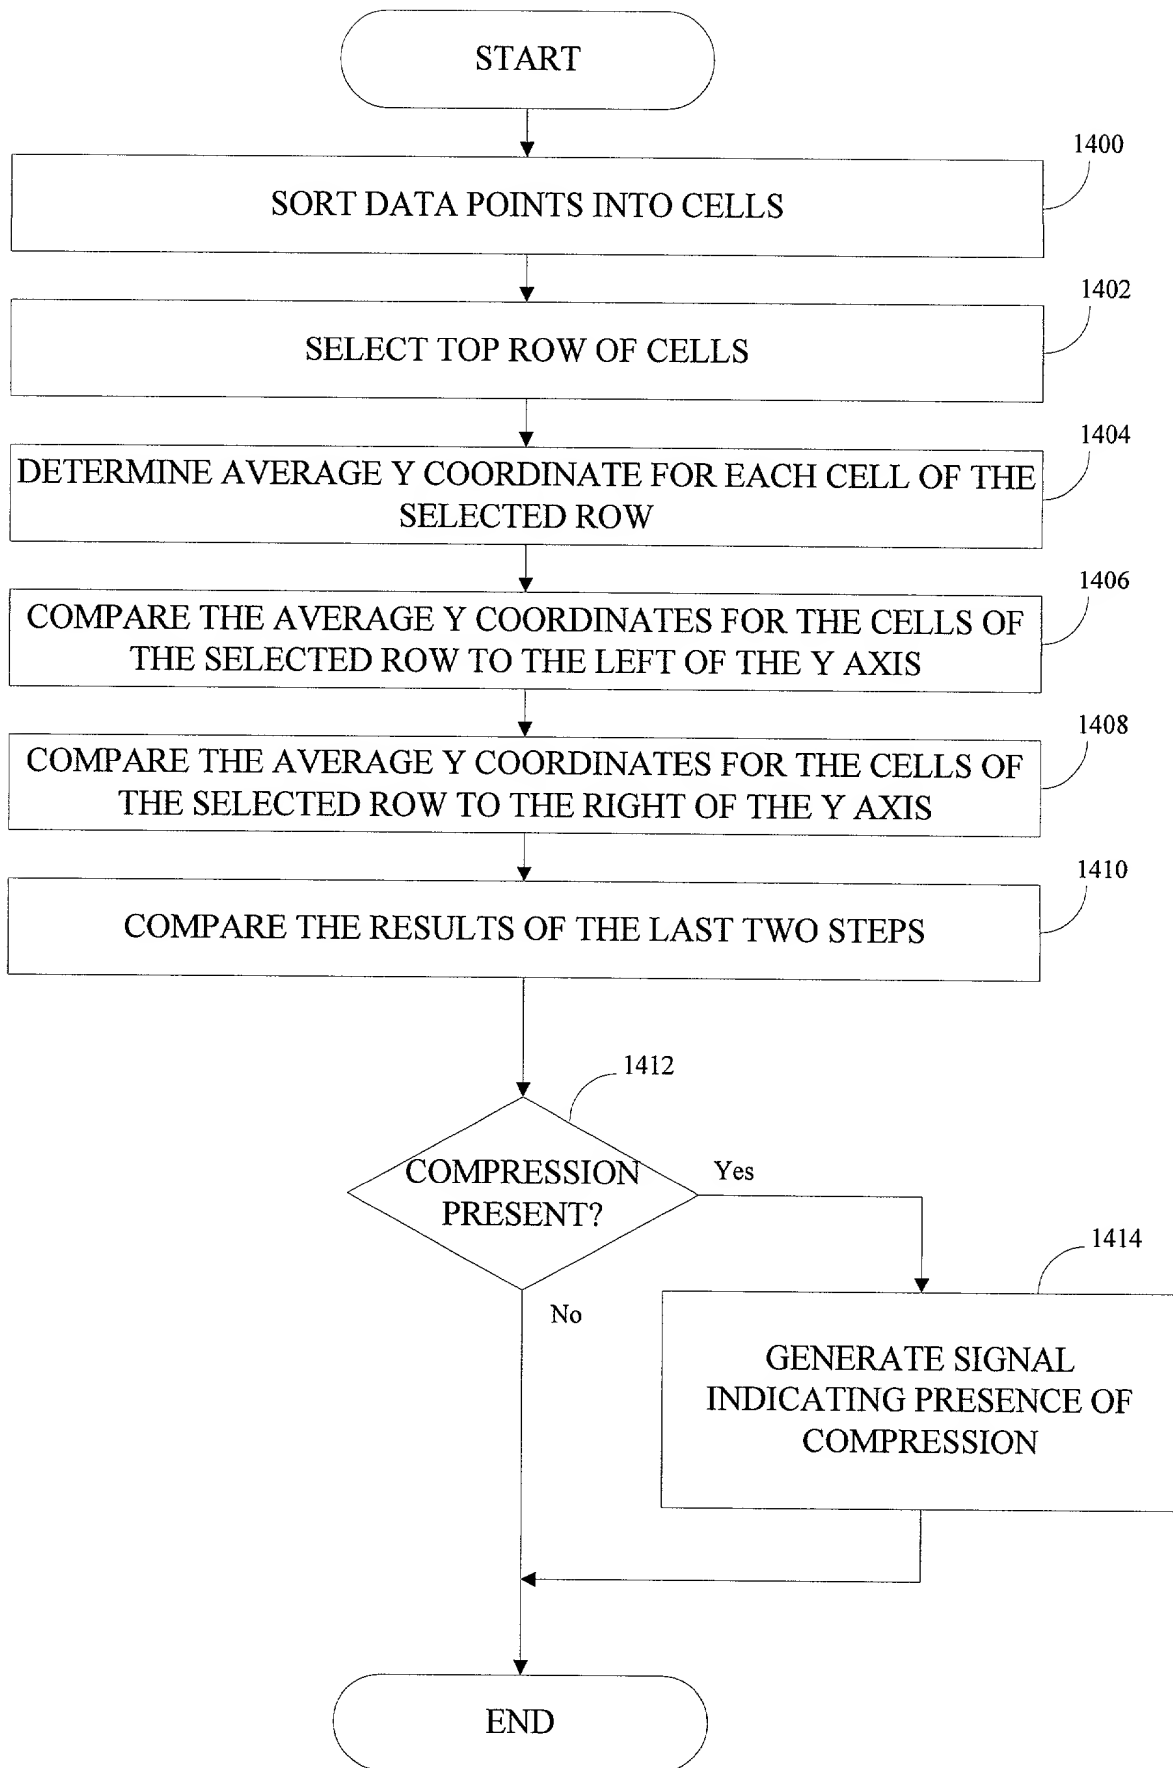 START
1400
SORT DATA POINTS INTO CELLS
1402
SELECT TOP ROW OF CELLS
1404
DETERMINE AVERAGE Y COORDINATE FOR EACH CELL OF THE
SELECTED ROW
1406
COMPARE THE AVERAGE Y COORDINATES FOR THE CELLS OF
THE SELECTED ROW TO THE LEFT OF THE Y AXIS
1408
COMPARE THE AVERAGE Y COORDINATES FOR THE CELLS OF
THE SELECTED ROW TO THE RIGHT OF THE Y AXIS
1410
COMPARE THE RESULTS OF THE LAST TWO STEPS
1412
COMPRESSION
PRESENT?
Yes
1414
No
GENERATE SIGNAL
INDICATING PRESENCE OF
COMPRESSION
END